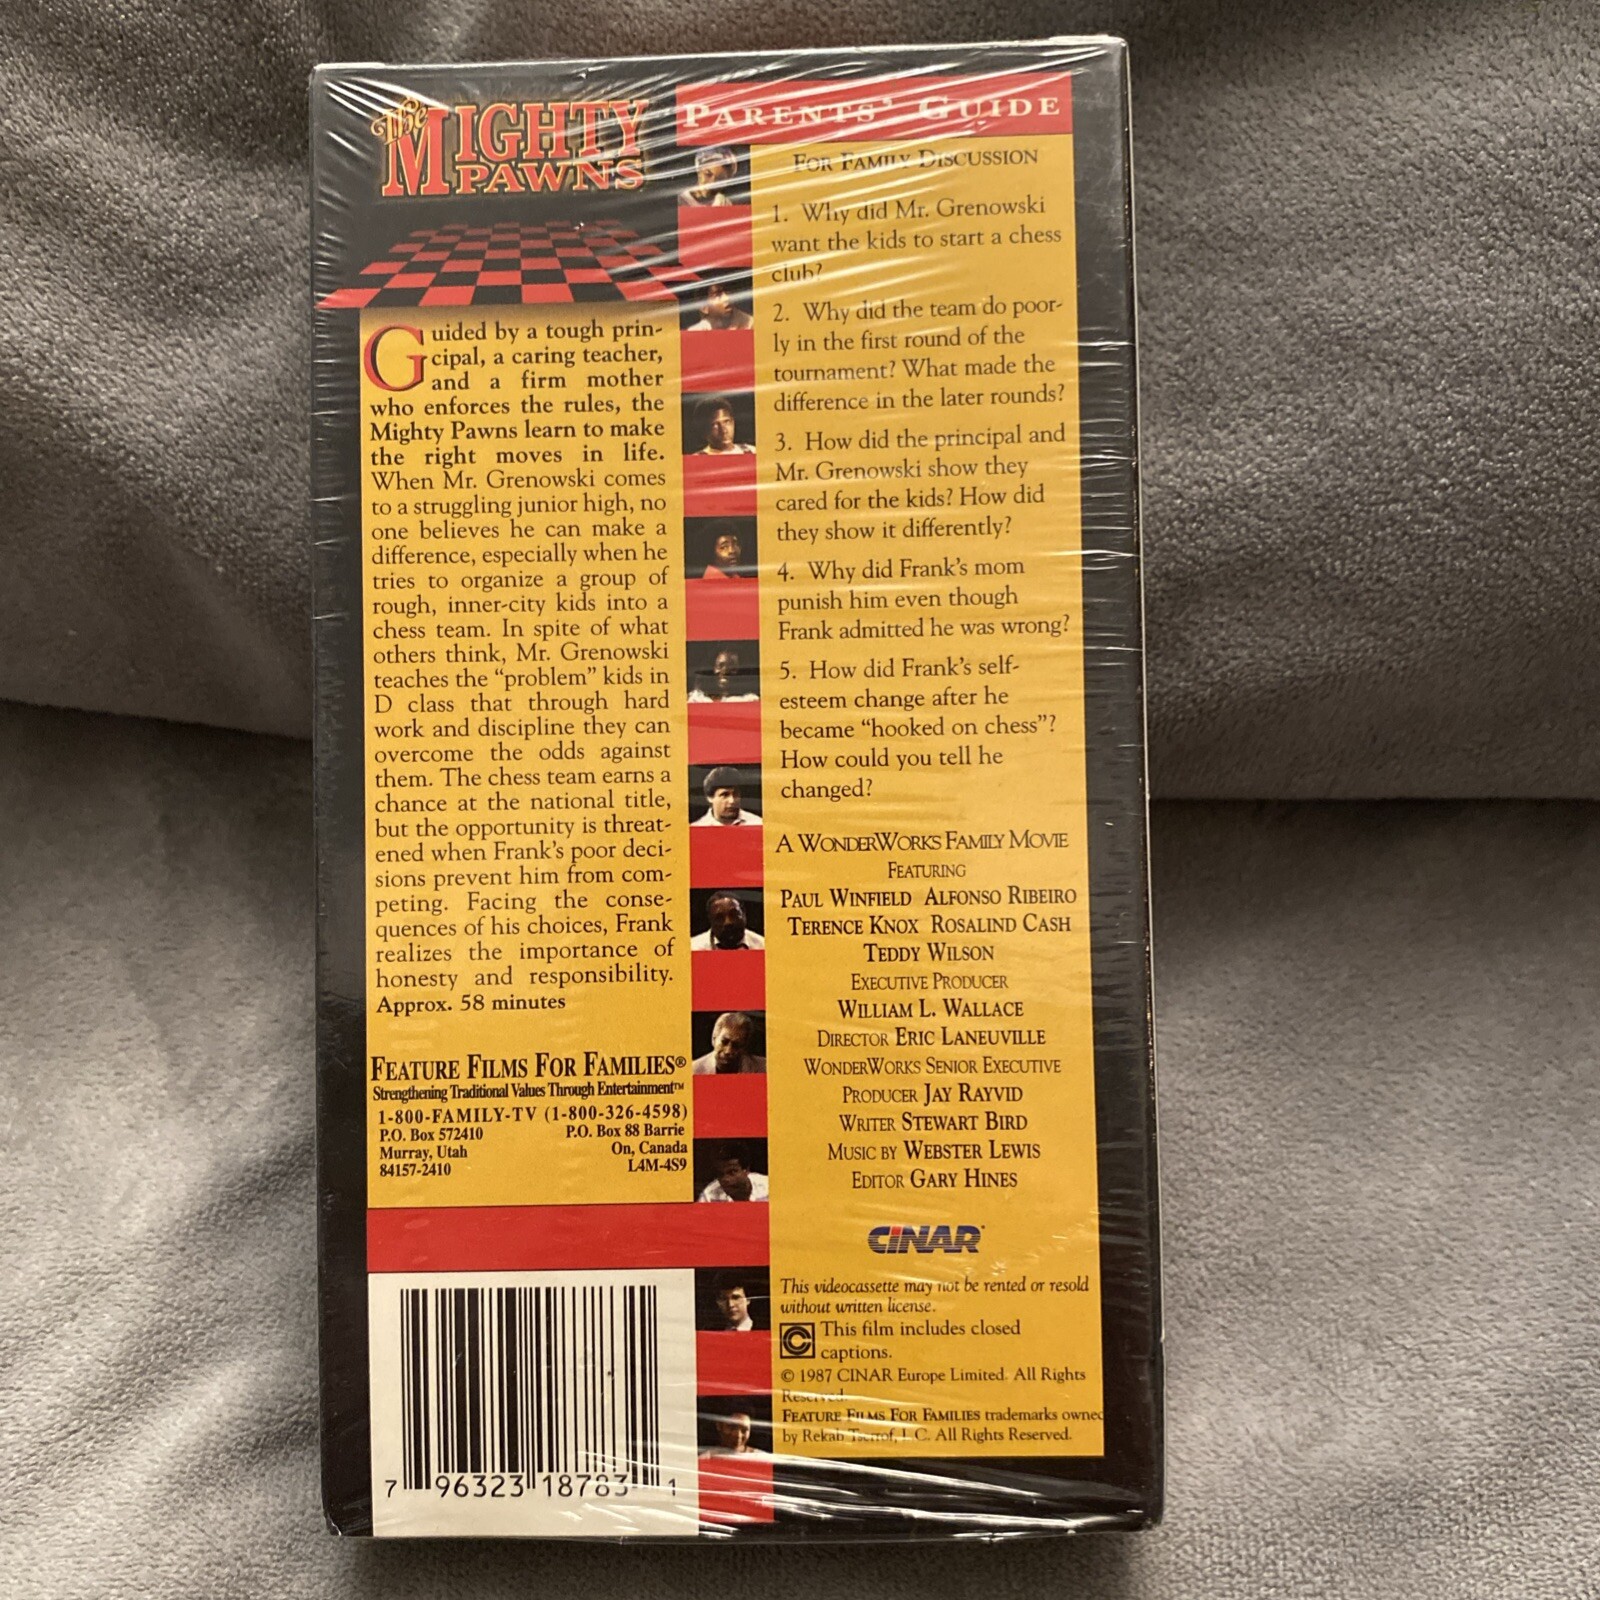 The MIGHTY
PAWNS
Guided by a tough prin-
cipal, a caring teacher,
and a firm mother
who enforces the rules, the
Mighty Pawns learn to make
the right moves in life.
When Mr. Grenowski comes
to a struggling junior high, no
one believes he can make a
difference, especially when he
tries to organize a group of
rough, inner-city kids into a
chess team. In spite of what
others think, Mr. Grenowski
teaches the “problem” kids in
D class that through hard
work and discipline they can
overcome the odds against
them. The chess team earns a
chance at the national title,
but the opportunity is threat-
ened when Frank’s poor deci-
sions prevent him from com-
peting. Facing the conse-
quences of his choices, Frank
realizes the importance of
honesty and responsibility.
Approx. 58 minutes
FEATURE FILMS FOR FAMILIES®
Strengthening Traditional Values Through Entertainment™
1-800-FAMILY-TV (1-800-326-4598)
P.O. Box 572410
Murray, Utah
84157-2410
P.O. Box 88 Barrie
On, Canada
L4M-4S9
7 96323 18783 1
PARENTS’ GUIDE
FOR FAMILY DISCUSSION
1. Why did Mr. Grenowski
want the kids to start a chess
club?
2. Why did the team do poor-
ly in the first round of the
tournament? What made the
difference in the later rounds?
3. How did the principal and
Mr. Grenowski show they
cared for the kids? How did
they show it differently?
4. Why did Frank’s mom
punish him even though
Frank admitted he was wrong?
5. How did Frank’s self-
esteem change after he
became “hooked on chess”?
How could you tell he
changed?
A WONDERWORKS FAMILY MOVIE
FEATURING
PAUL WINFIELD ALFONSO RIBEIRO
TERENCE KNOX ROSALIND CASH
TEDDY WILSON
EXECUTIVE PRODUCER
WILLIAM L. WALLACE
DIRECTOR ERIC LANEUVILLE
WONDERWORKS SENIOR EXECUTIVE
PRODUCER JAY RAYVID
WRITER STEWART BIRD
MUSIC BY WEBSTER LEWIS
EDITOR GARY HINES
CINAR
This videocassette may not be rented or resold
without written license.
This film includes closed
captions.
© 1987 CINAR Europe Limited. All Rights
Reserved.
FEATURE FILMS FOR FAMILIES trademarks owned
by Rekab L.C. All Rights Reserved.